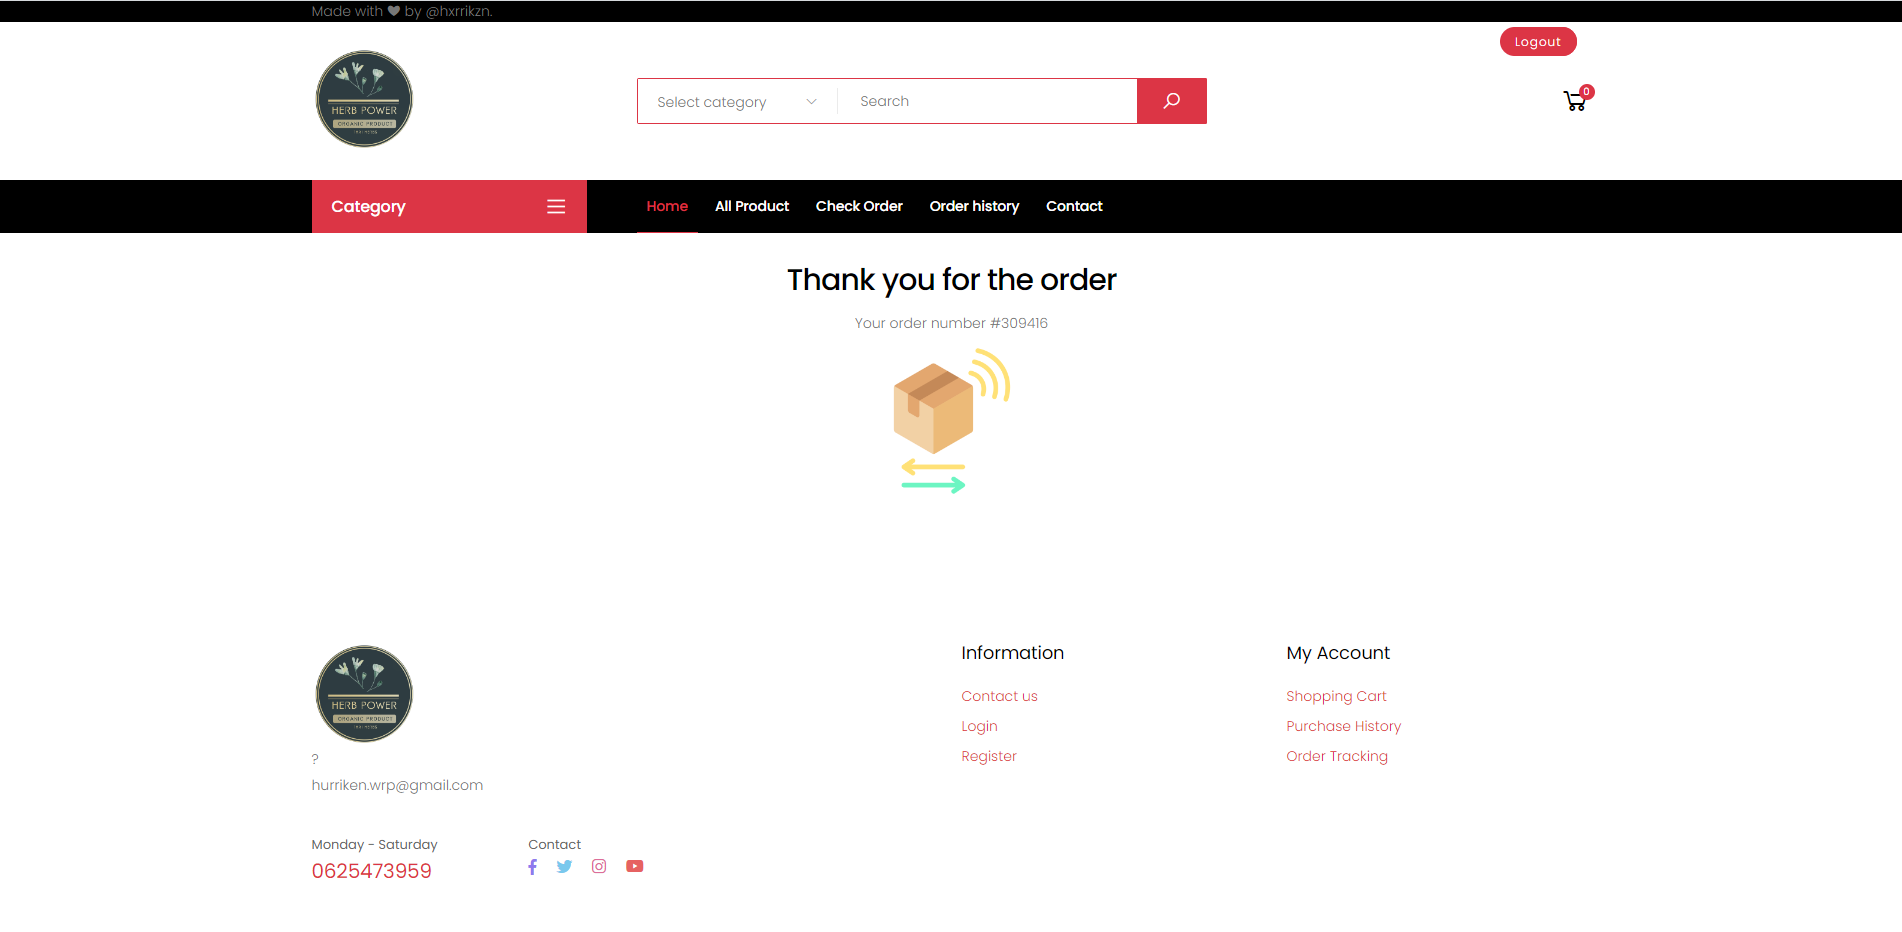 Made with ♥ by @hxrrikzn.
Logout
HERB POWER
ORGANIC PRODUCT
Select category
Search
0
Category
Home
All Product
Check Order
Order history
Contact
Thank you for the order
Your order number #309416
HERB POWER
ORGANIC PRODUCT
?
hurriken.wrp@gmail.com
Monday - Saturday
0625473959
Contact
Information
Contact us
Login
Register
My Account
Shopping Cart
Purchase History
Order Tracking